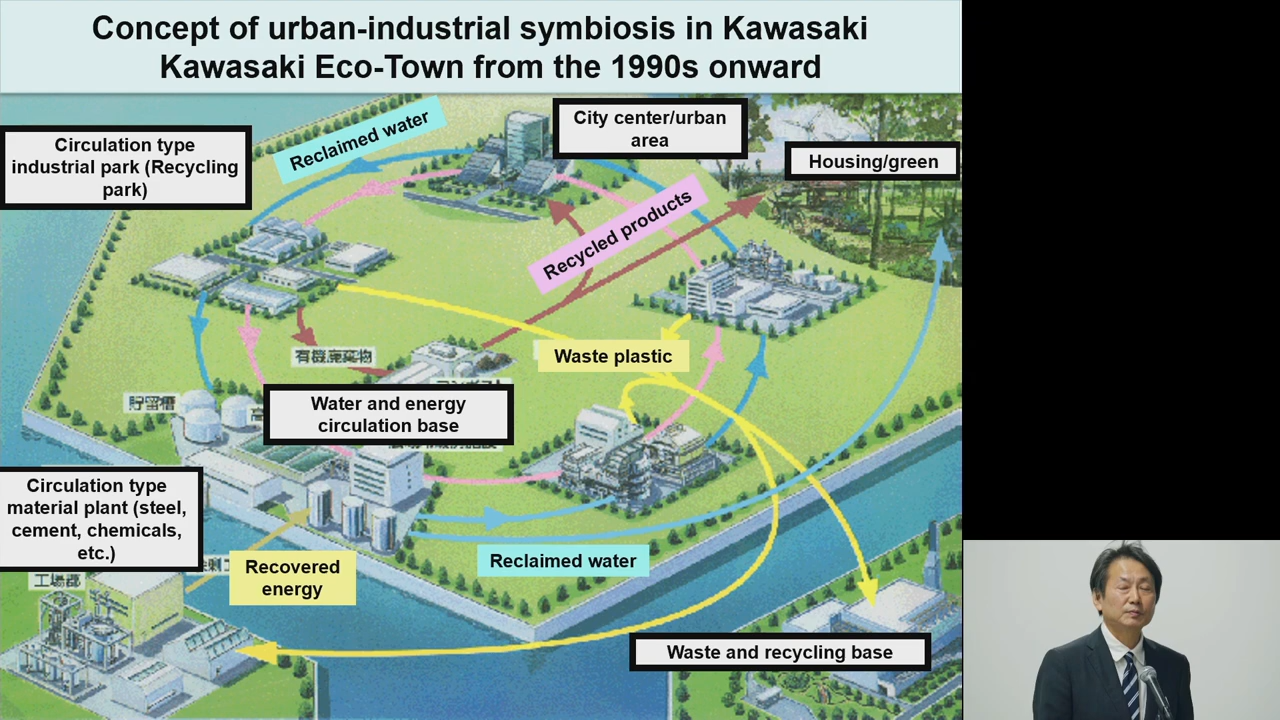 Concept of urban-industrial symbiosis in Kawasaki
Kawasaki Eco-Town from the 1990s onward
Circulation type
industrial park (Recycling
park)
Reclaimed water
City center/urban
area
Housing/green
Recycled products
有機廃棄物
Waste plastic
貯留槽
Water and energy
circulation base
Circulation type
material plant (steel,
cement, chemicals,
etc.)
Reclaimed water
Recovered
energy
工場部
Waste and recycling base